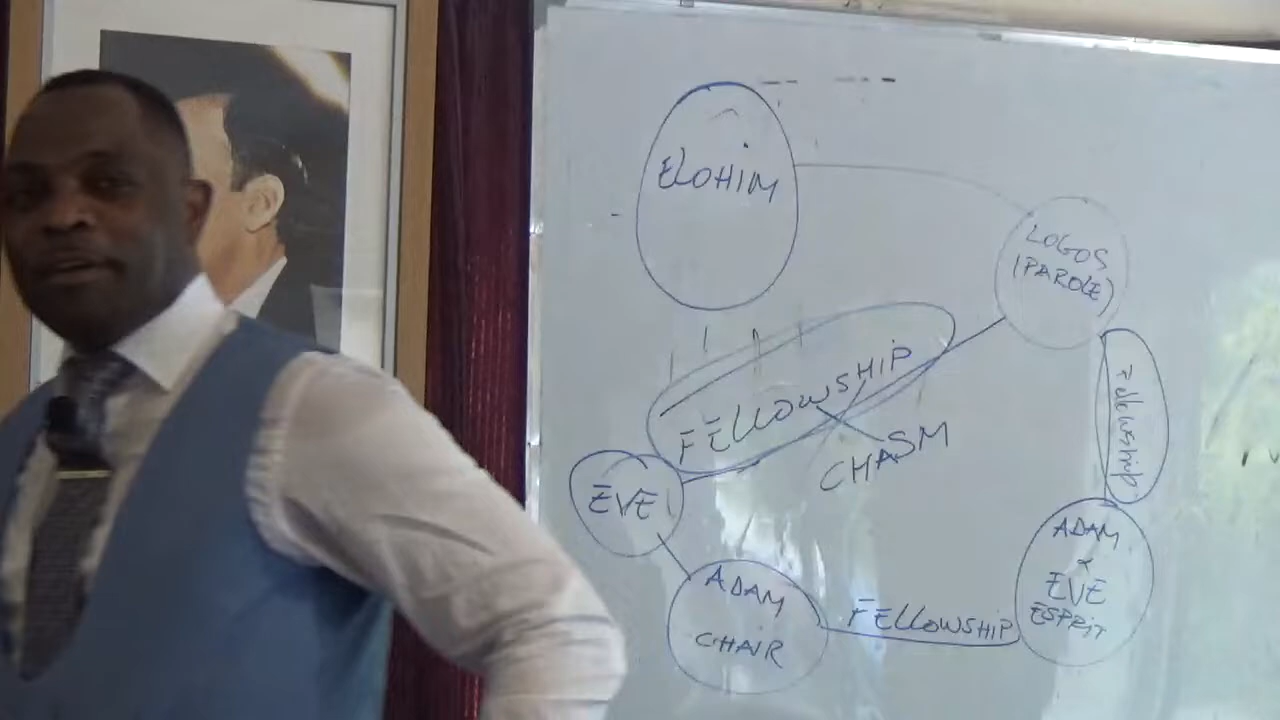 ELOHIM
LOGOS
(PAROLE)
FELLOWSHIP
CHASM
Fellowship
EVE
ADAM
CHAIR
FELLOWSHIP
ADAM
&
EVE
ESPRIT